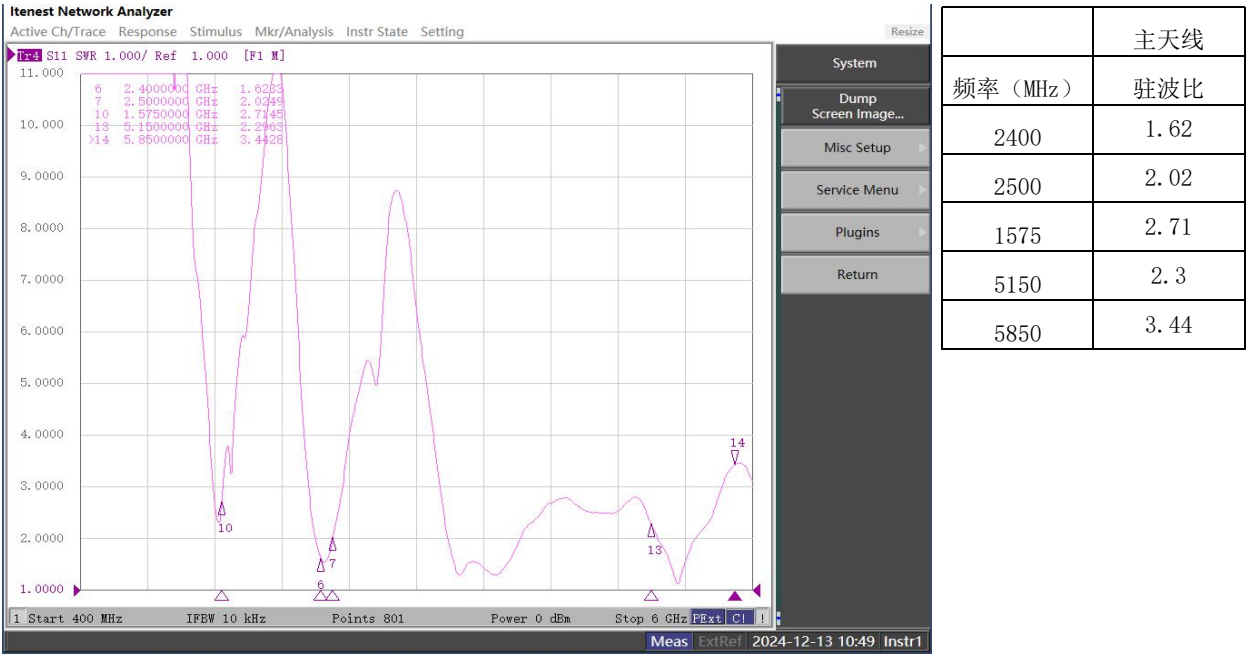 Itenest Network Analyzer
Active Ch/Trace Response Stimulus Mkr/Analysis Instr State Setting
Resize
Tr4 S11 SWR 1.000/ Ref 1.000 [F1 M]
11.000
10.000
9.0000
8.0000
7.0000
6.0000
5.0000
4.0000
3.0000
2.0000
1.0000
6 2.4000000 GHz 1.6233
7 2.5000000 GHz 2.0249
10 1.5750000 GHz 2.7145
13 5.1500000 GHz 2.2963
>14 5.8500000 GHz 3.4428
10
6
7
13
14
1 Start 400 MHz IFBW 10 kHz Points 801 Power 0 dBm Stop 6 GHz PExt C! !
Meas ExtRef 2024-12-13 10:49 Instr1
System
Dump
Screen Image...
Misc Setup
Service Menu
Plugins
Return
主天线
频率（MHz） 驻波比
2400 1.62
2500 2.02
1575 2.71
5150 2.3
5850 3.44